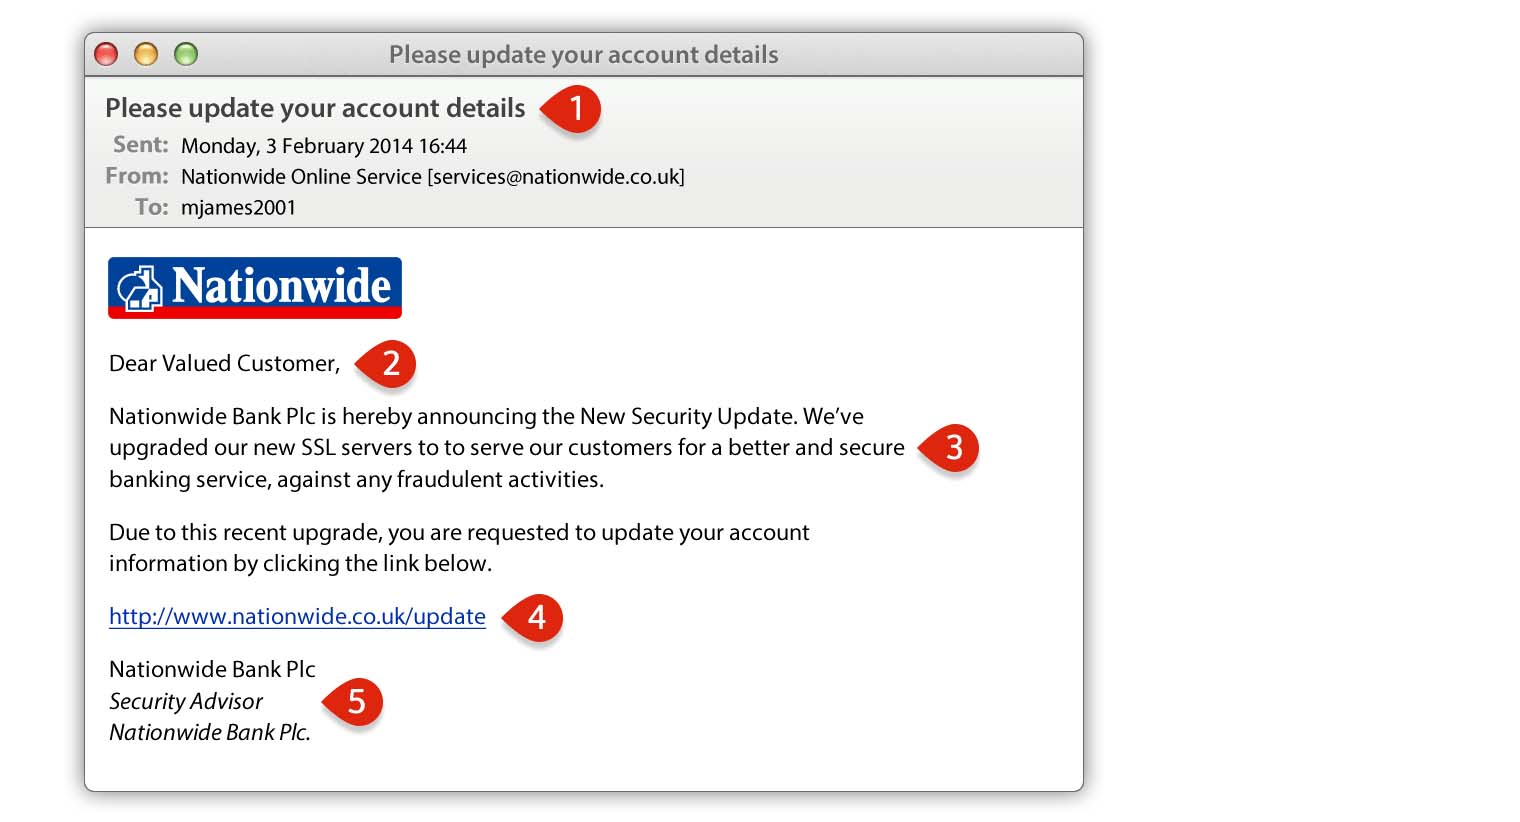 Please update your account details
Please update your account details 1
Sent: Monday, 3 February 2014 16:44
From: Nationwide Online Service [services@nationwide.co.uk]
To: mjames2001
Nationwide
Dear Valued Customer, 2
Nationwide Bank Plc is hereby announcing the New Security Update. We’ve
upgraded our new SSL servers to to serve our customers for a better and secure 3
banking service, against any fraudulent activities.
Due to this recent upgrade, you are requested to update your account
information by clicking the link below.
http://www.nationwide.co.uk/update 4
Nationwide Bank Plc
Security Advisor 5
Nationwide Bank Plc.